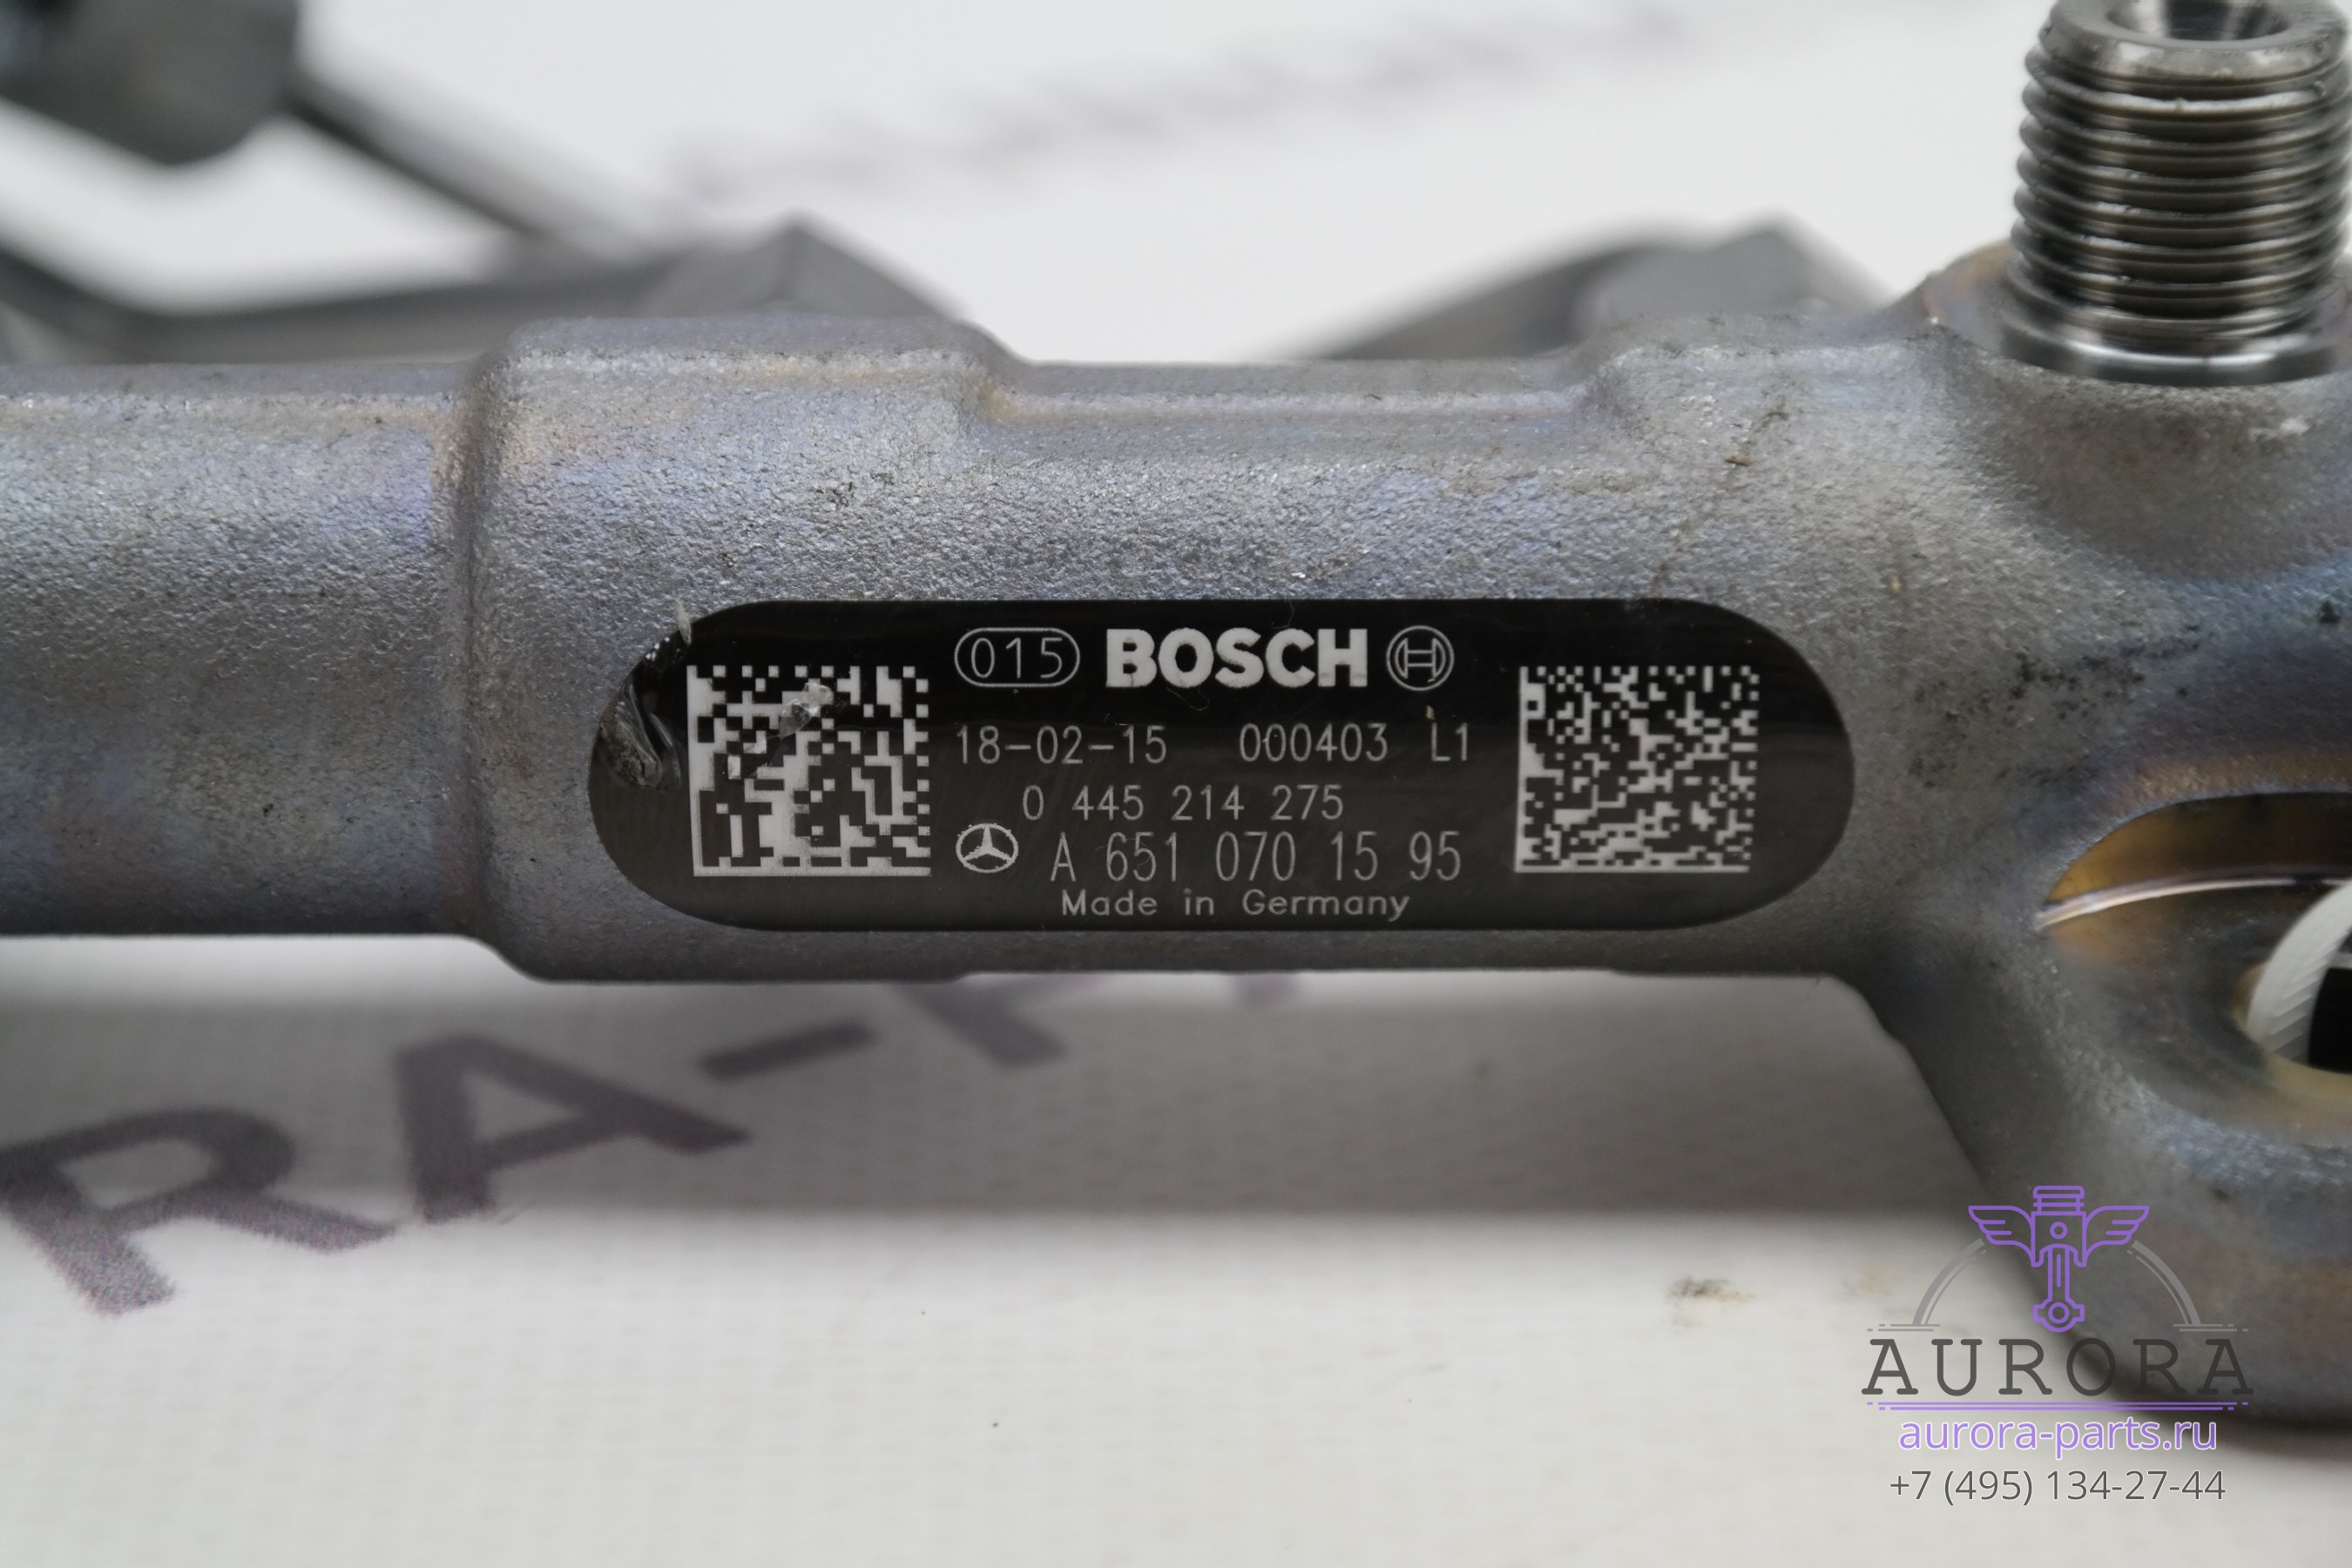 015 BOSCH
18-02-15 000403 L1
0 445 214 275
A 651 070 15 95
Made in Germany
RA-P
AURORA
aurora-parts.ru
+7 (495) 134-27-44